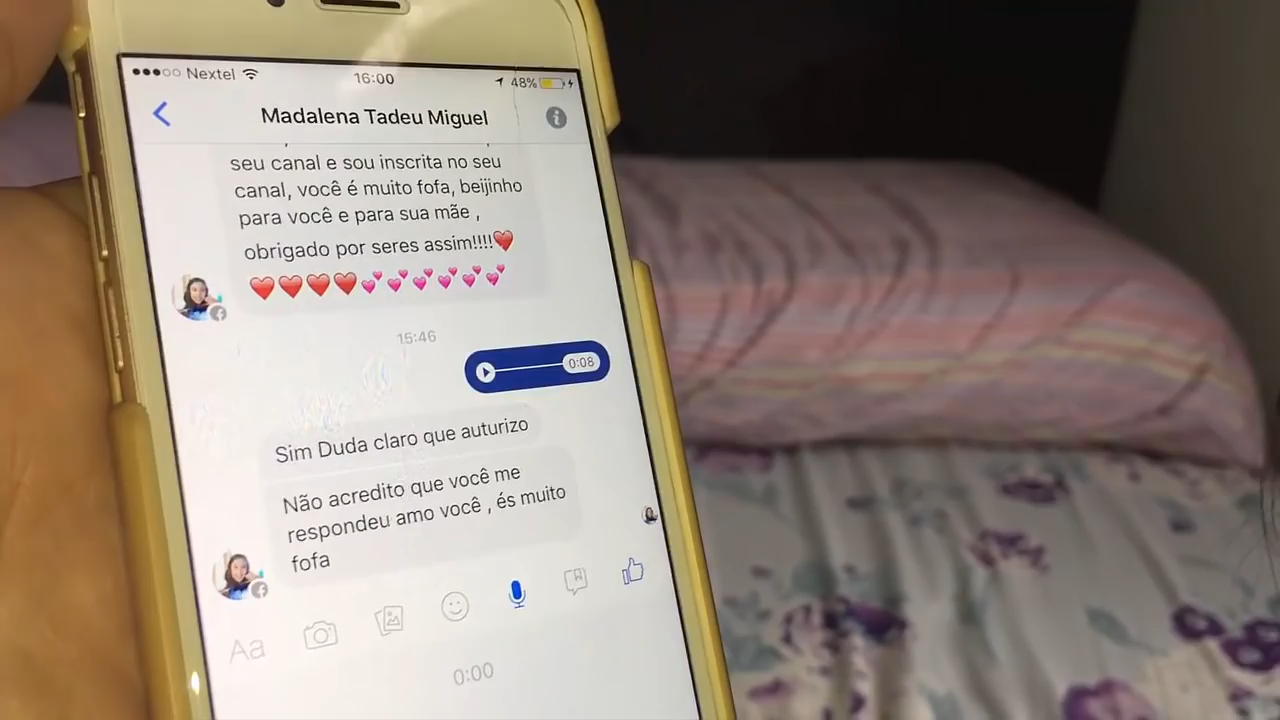 Nextel 16:00 48%
Madalena Tadeu Miguel
seu canal e sou inscrita no seu
canal, você é muito fofa, beijinho
para você e para sua mãe ,
obrigado por seres assim!!!!❤️
❤️❤️❤️❤️💕💕💕💕💕💕
15:46
0:08
Sim Duda claro que auturizo
Não acredito que você me
respondeu amo você , és muito
fofa
Aa
0:00